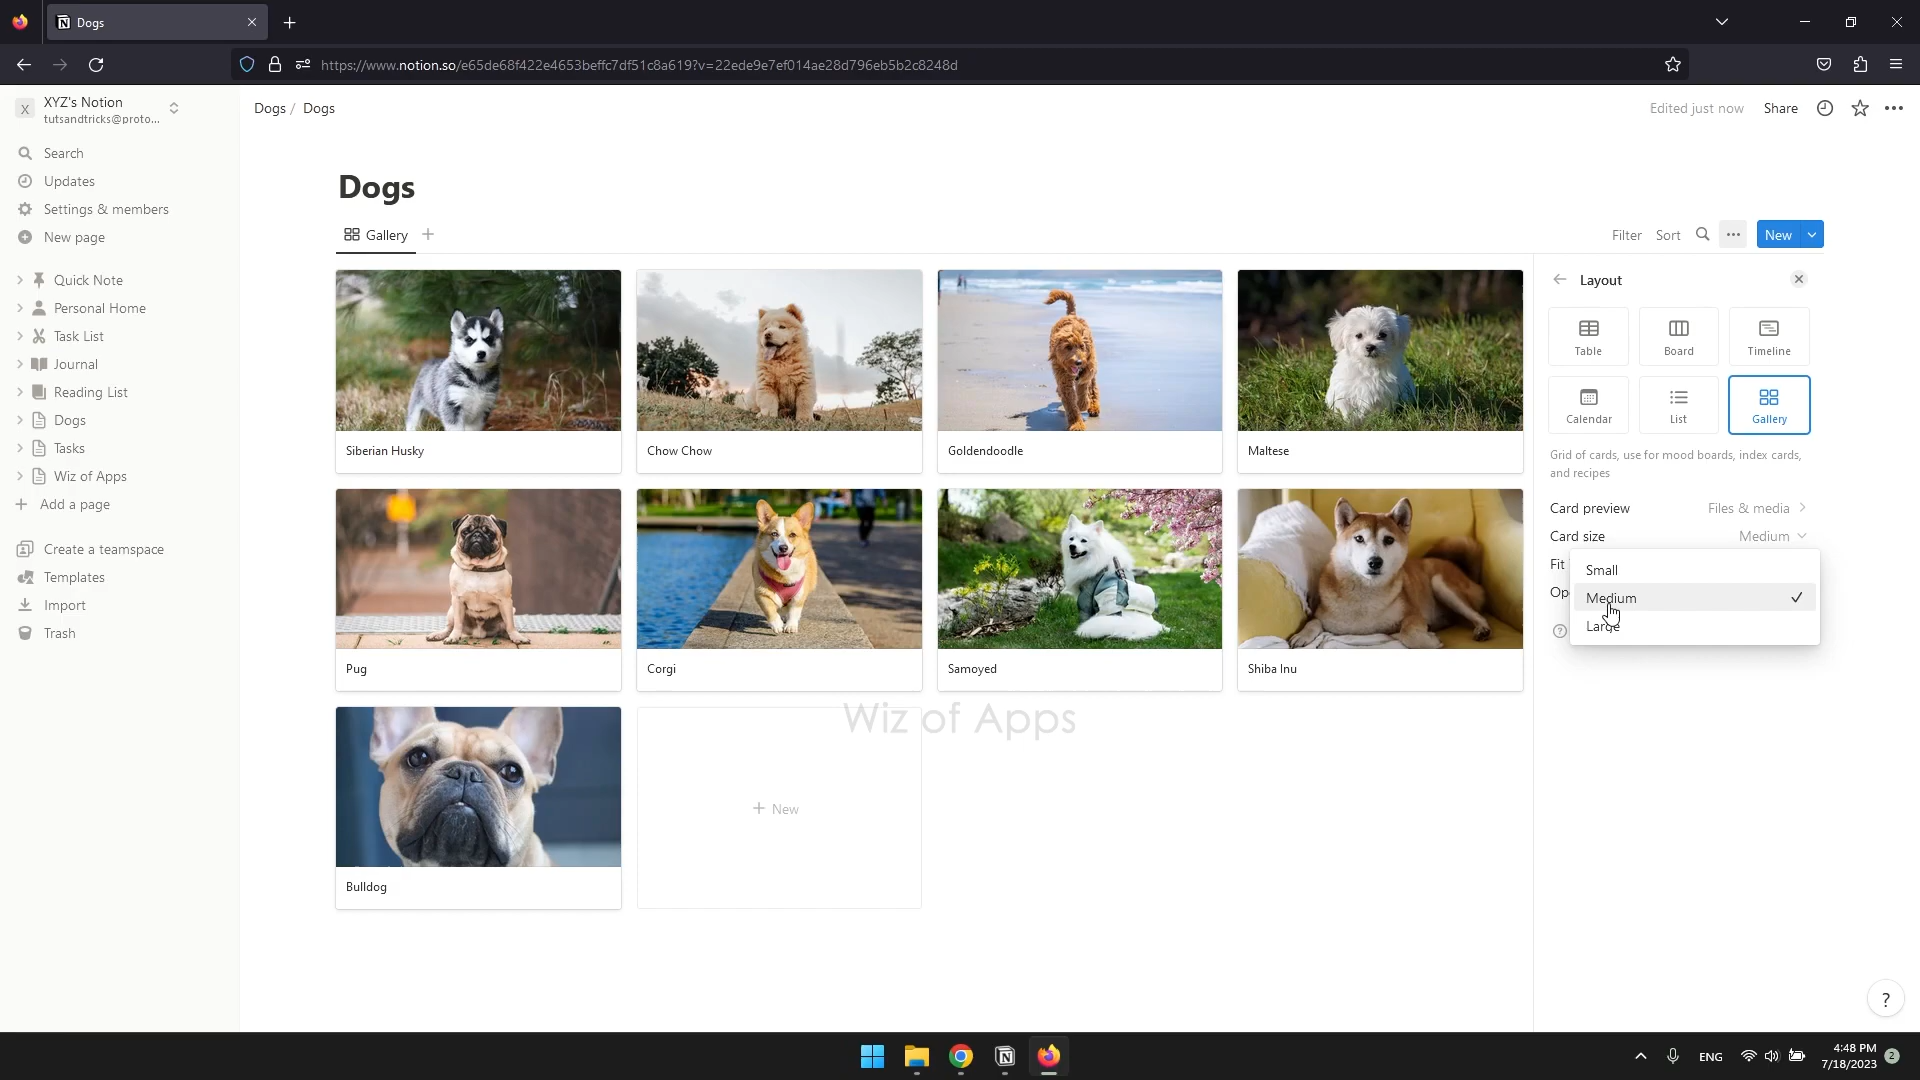 Dogs
https://www.notion.so/e65de68f422e4653beffc7df51c8a619?v=22ede9e7ef014ae28d796eb5b2c8248d
X
XYZ's Notion
tutsandtricks@proto...
Search
Updates
Settings & members
New page
Quick Note
Personal Home
Task List
Journal
Reading List
Dogs
Tasks
Wiz of Apps
Add a page
Create a teamspace
Templates
Import
Trash
Dogs / Dogs
Edited just now Share
Dogs
Gallery
Filter Sort New
Siberian Husky
Chow Chow
Goldendoodle
Maltese
Pug
Corgi
Samoyed
Shiba Inu
Bulldog
+ New
Wiz of Apps
Layout
Table
Board
Timeline
Calendar
List
Gallery
Grid of cards, use for mood boards, index cards,
and recipes
Card preview Files & media
Card size Medium
Fit
Op
Small
Medium
Large
?
ENG
4:48 PM
7/18/2023
2